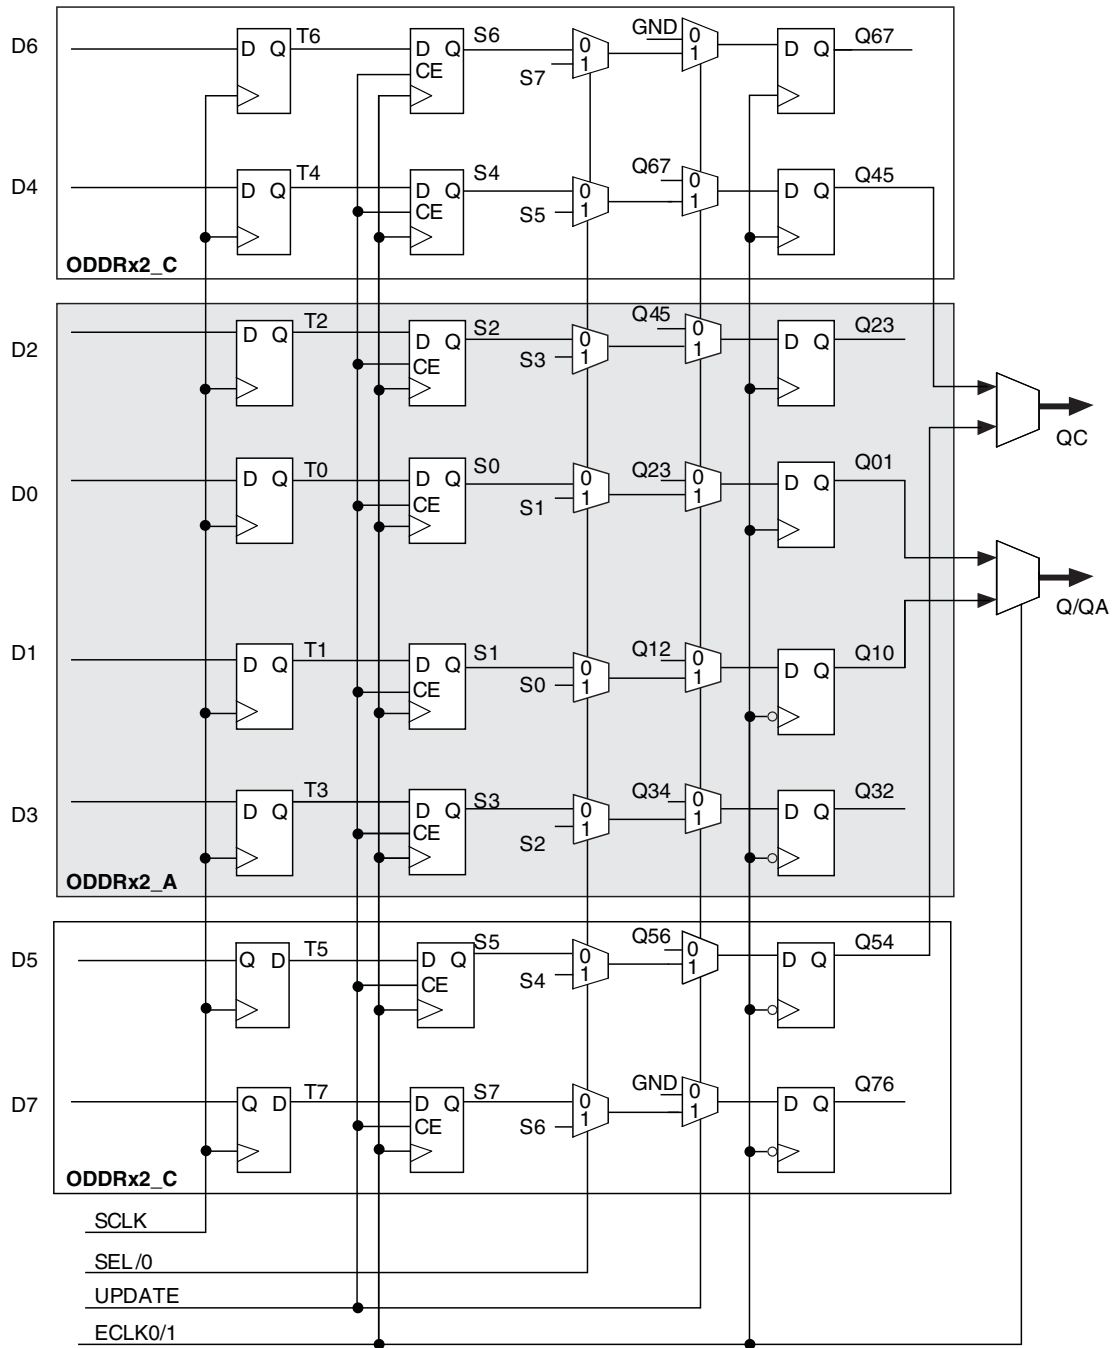 D6
D Q
T6
D Q
CE
S6
0
1
S7
GND
0
1
D Q
Q67
D4
D Q
T4
D Q
CE
S4
0
1
S5
Q67
0
1
D Q
Q45
ODDRx2_C
D2
D Q
T2
D Q
CE
S2
0
1
S3
Q45
0
1
D Q
Q23
QC
D0
D Q
T0
D Q
CE
S0
0
1
S1
Q23
0
1
D Q
Q01
Q/QA
D1
D Q
T1
D Q
CE
S1
0
1
S0
Q12
0
1
D Q
Q10
D3
D Q
T3
D Q
CE
S3
0
1
S2
Q34
0
1
D Q
Q32
ODDRx2_A
D5
Q D
T5
D Q
CE
S5
0
1
S4
Q56
0
1
D Q
Q54
D7
Q D
T7
D Q
CE
S7
0
1
S6
GND
0
1
D Q
Q76
ODDRx2_C
SCLK
SEL/0
UPDATE
ECLK0/1